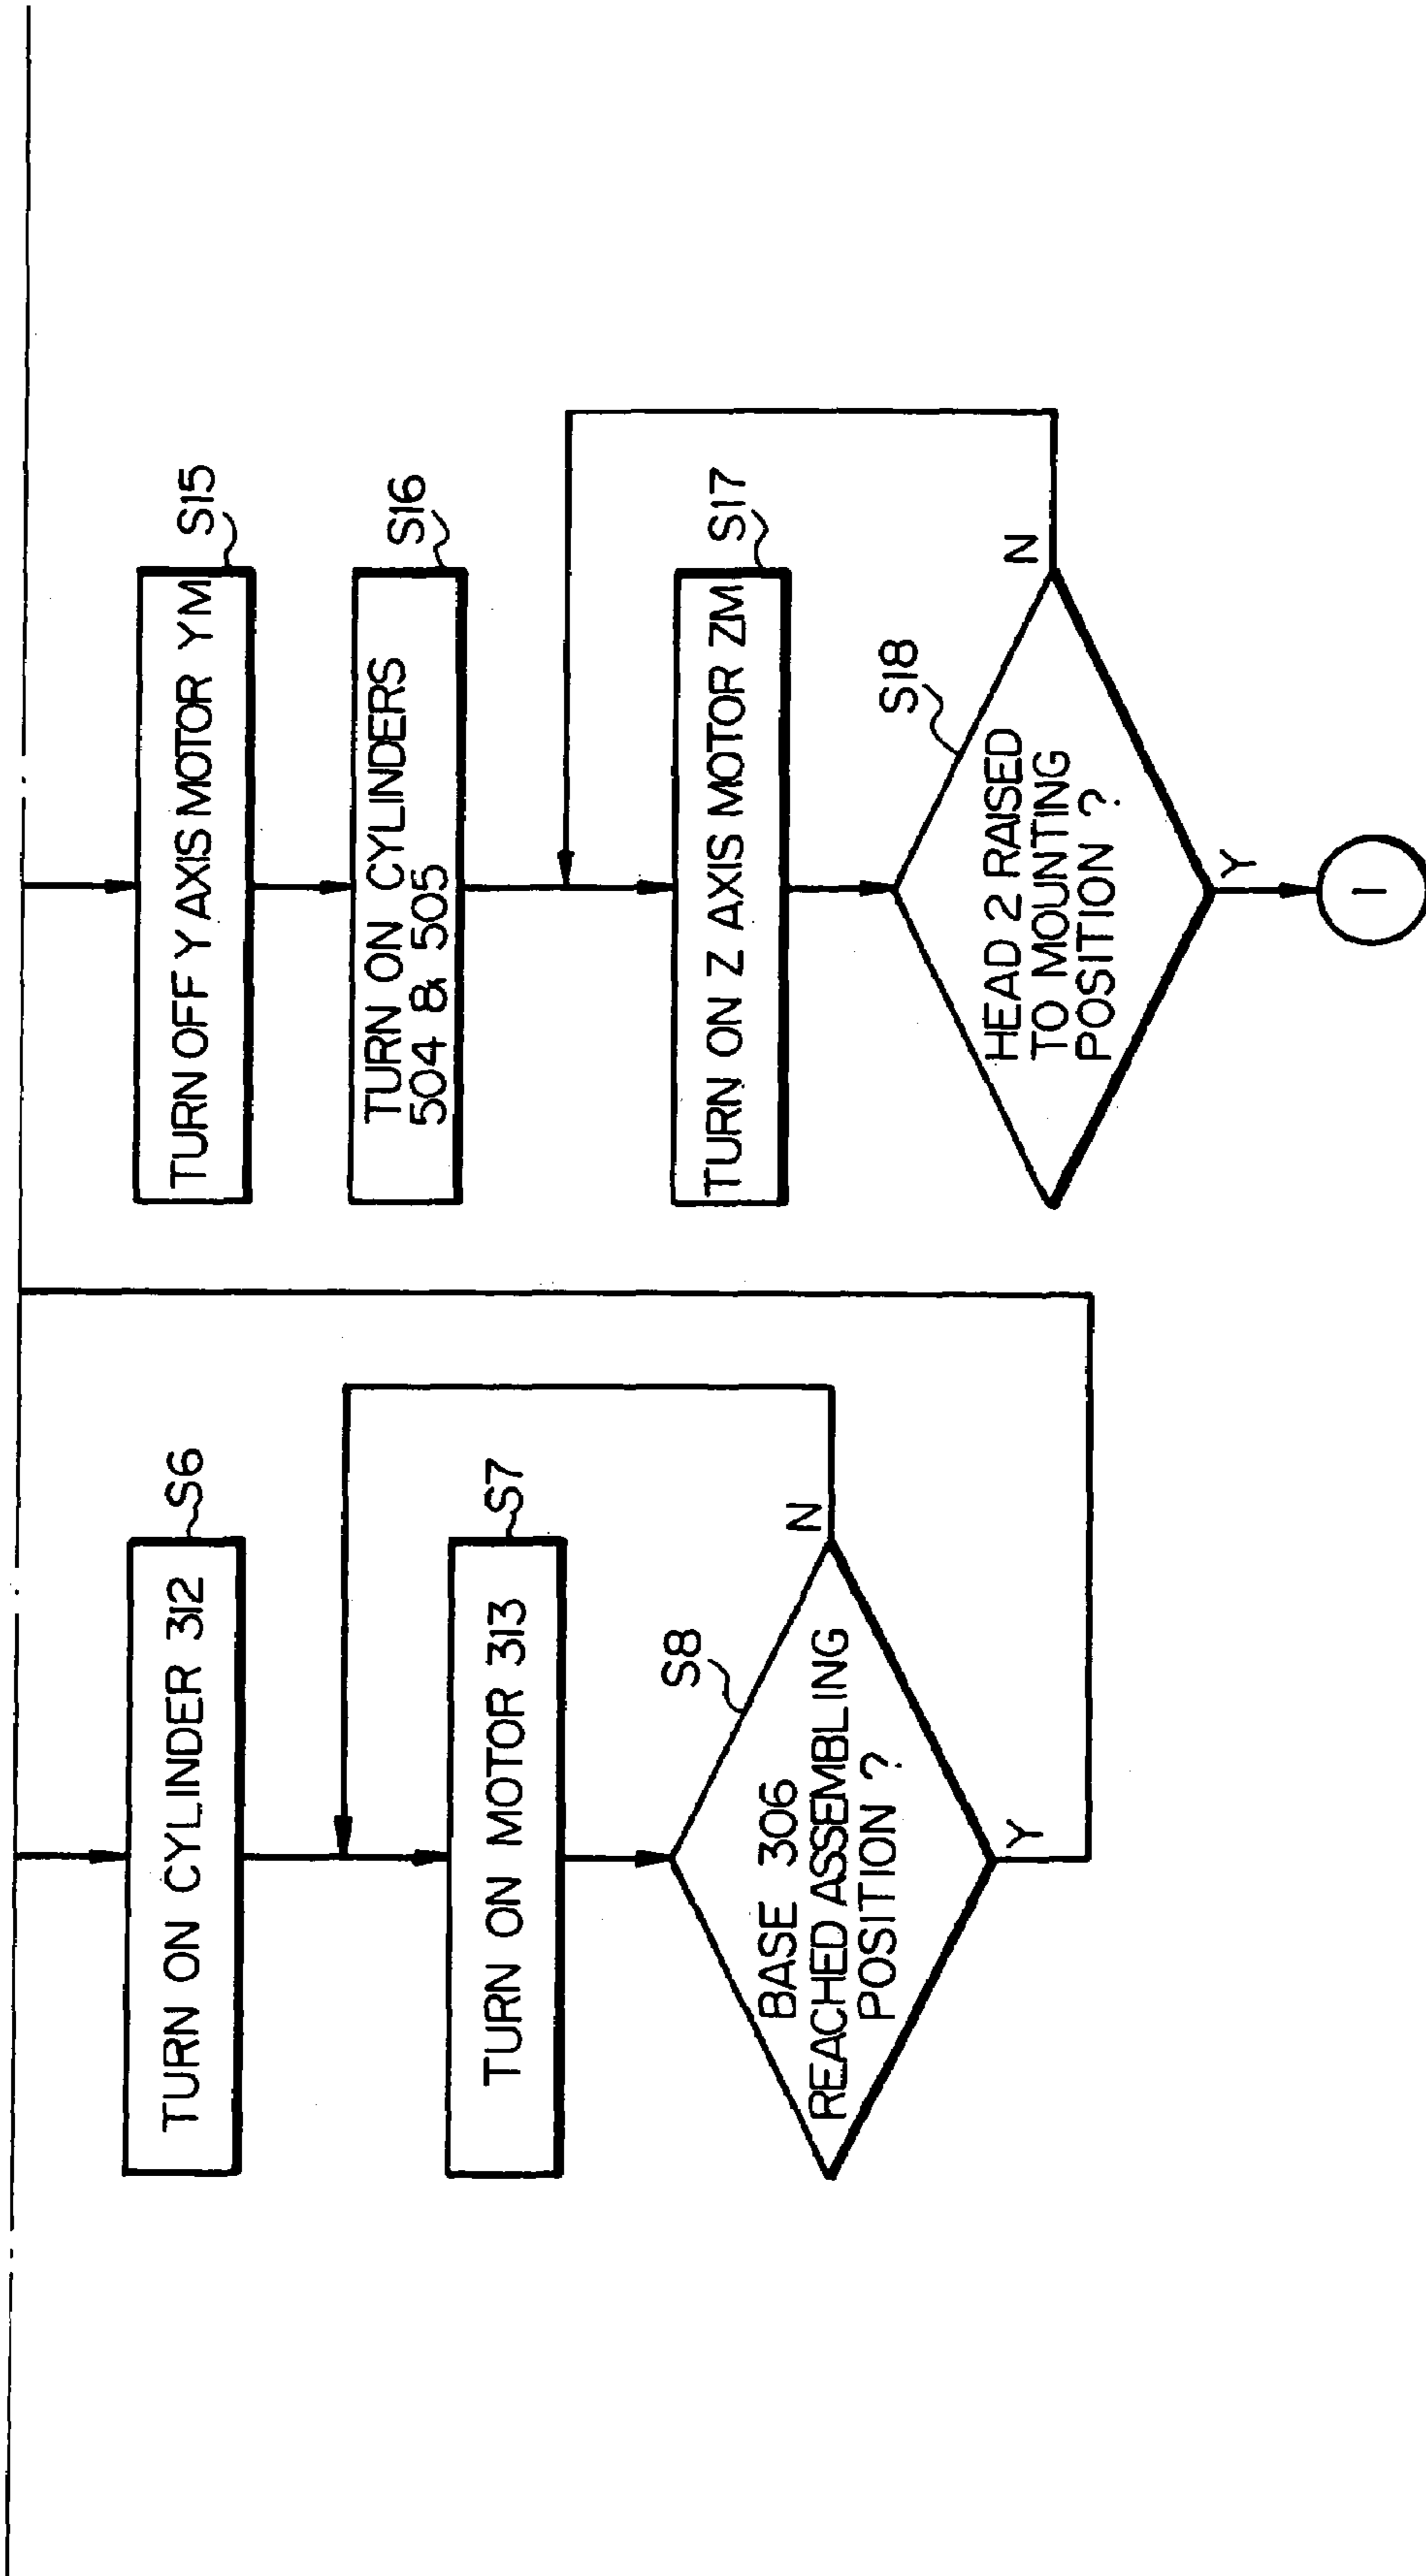 TURN ON CYLINDER 312
S6
TURN ON MOTOR 313
S7
S8
BASE 306
REACHED ASSEMBLING
POSITION ?
N
Y
TURN OFF Y AXIS MOTOR YM
S15
TURN ON CYLINDERS
504 & 505
S16
TURN ON Z AXIS MOTOR ZM
S17
S18
HEAD 2 RAISED
TO MOUNTING
POSITION ?
N
Y
1